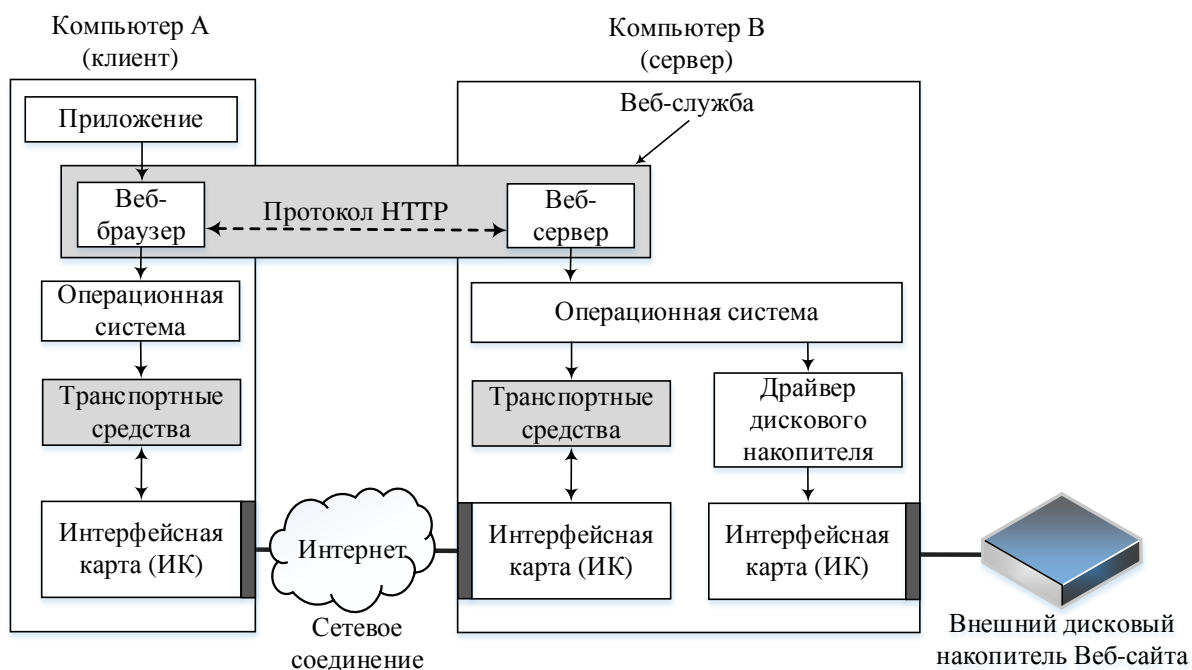 Компьютер А
(клиент)
Компьютер В
(сервер)
Веб-служба
Приложение
Веб-
браузер
Протокол HTTP
Веб-
сервер
Операционная
система
Операционная система
Транспортные
средства
Транспортные
средства
Драйвер
дискового
накопителя
Интерфейсная
карта (ИК)
Интернет
Интерфейсная
карта (ИК)
Интерфейсная
карта (ИК)
Сетевое
соединение
Внешний дисковый
накопитель Веб-сайта